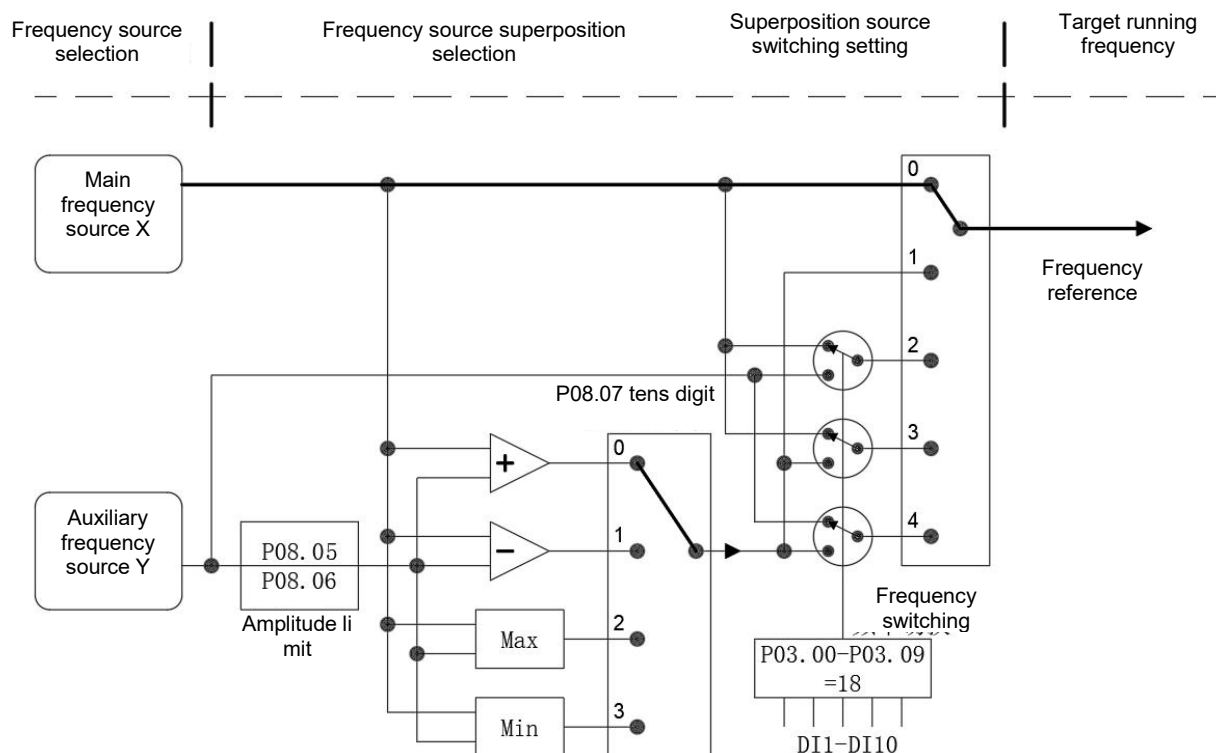 Frequency source
selection
Frequency source superposition
selection
Superposition source
switching setting
Target running
frequency
Main
frequency
source X
0
1
Frequency
reference
2
P08.07 tens digit
3
0
+
Auxiliary
frequency
source Y
P08.05
P08.06
Amplitude li
mit
1
−
4
Frequency
switching
Max
2
P03.00-P03.09
=18
Min
3
DI1-DI10